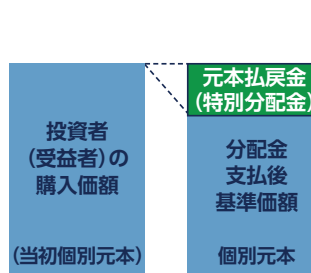 投資者
(受益者)の
購入価額
(当初個別元本)
元本払戻金
(特別分配金)
分配金
支払後
基準価額
個別元本